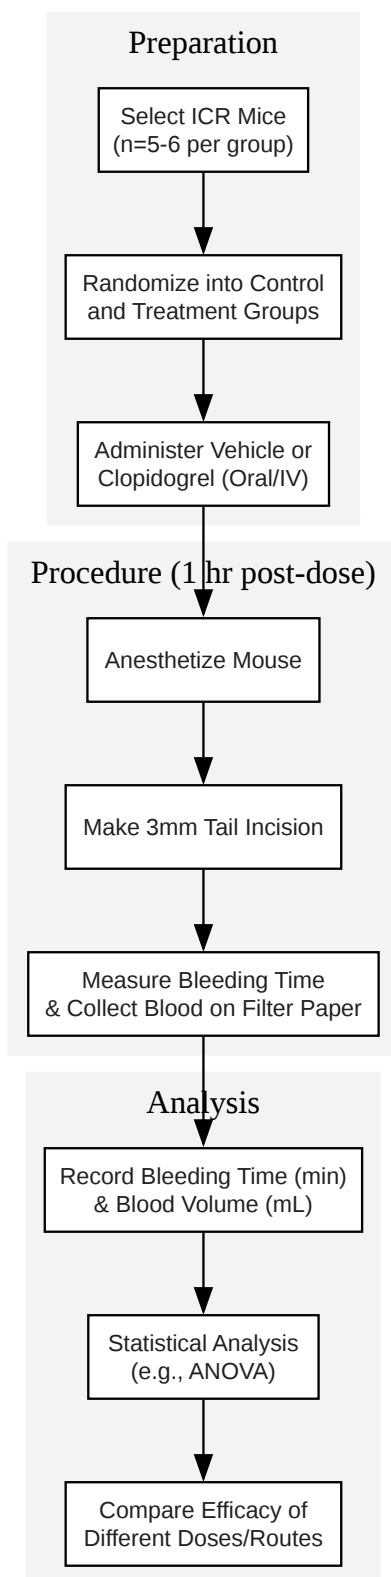 Preparation
Select ICR Mice
(n=5-6 per group)
Randomize into Control
and Treatment Groups
Administer Vehicle or
Clopidogrel (Oral/IV)
Procedure (1 hr post-dose)
Anesthetize Mouse
Make 3mm Tail Incision
Measure Bleeding Time
& Collect Blood on Filter Paper
Analysis
Record Bleeding Time (min)
& Blood Volume (mL)
Statistical Analysis
(e.g., ANOVA)
Compare Efficacy of
Different Doses/Routes